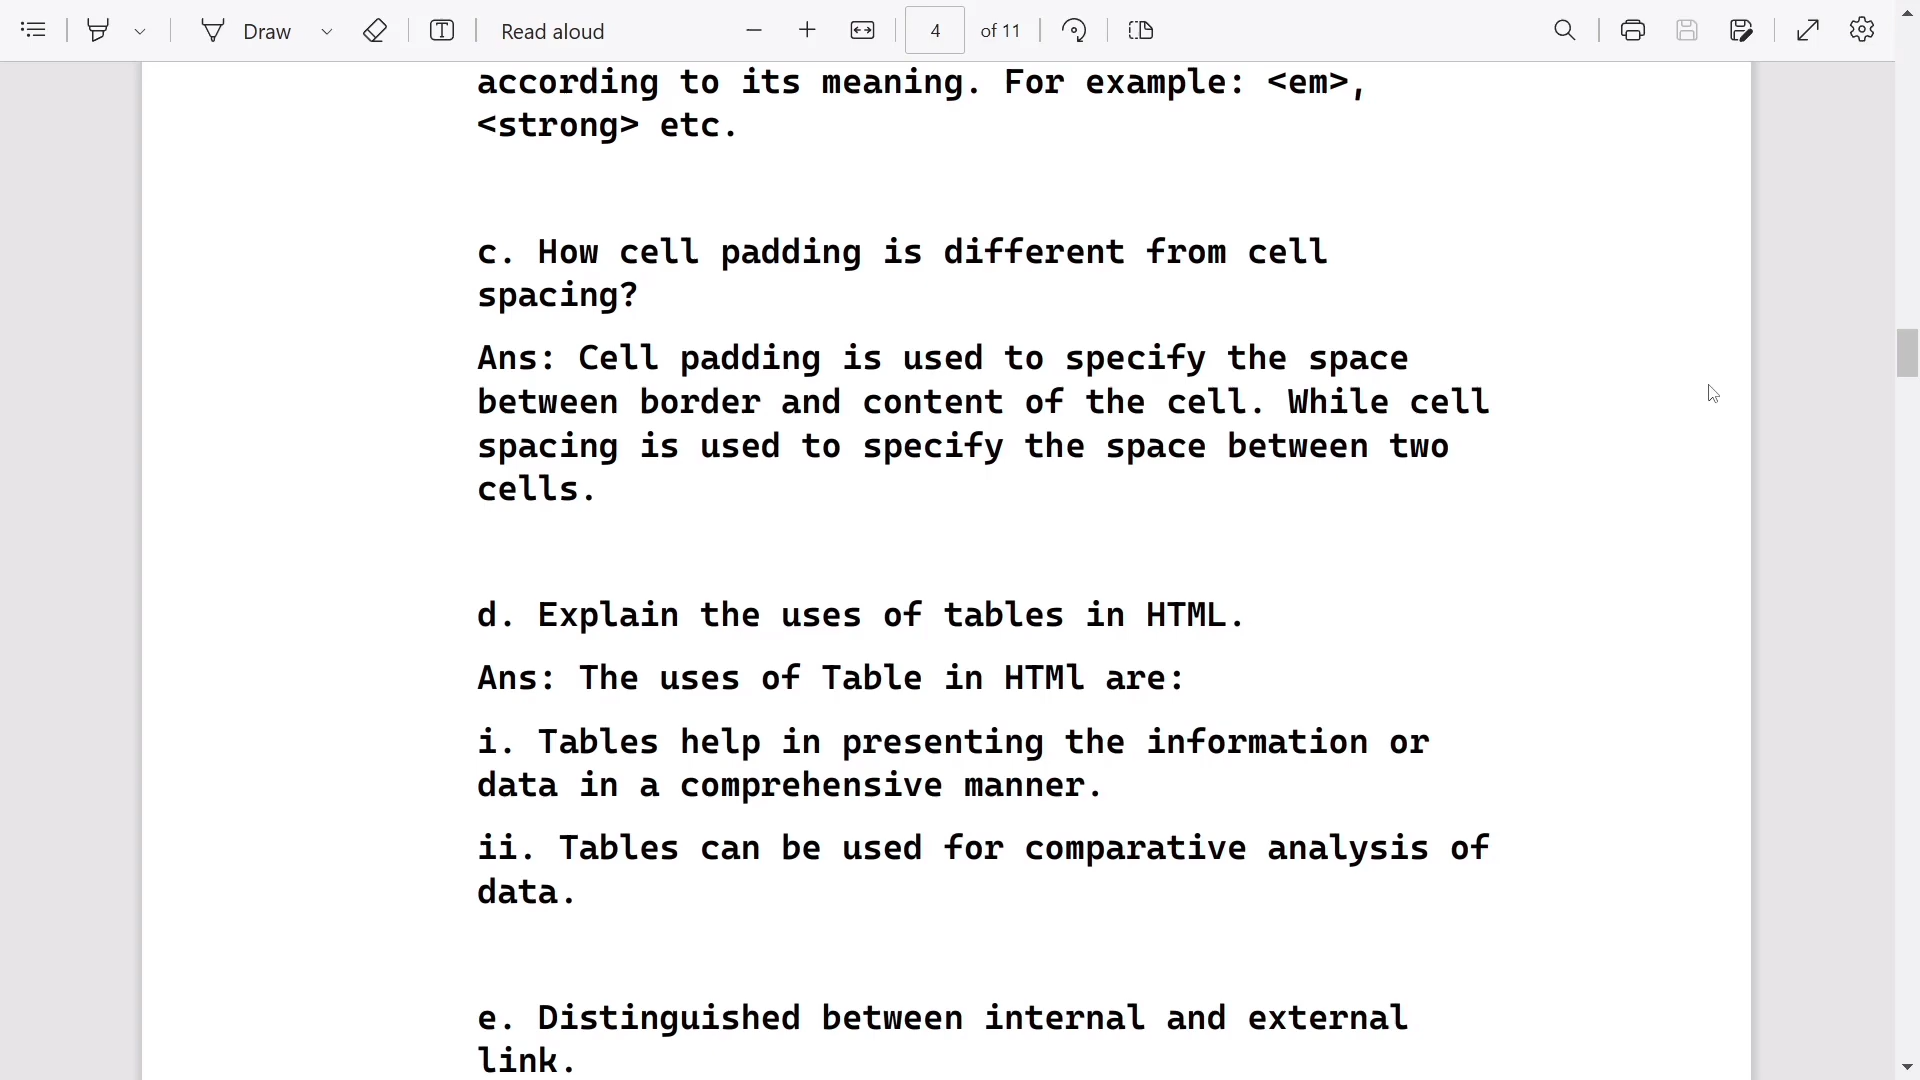 Draw
Read aloud
4 of 11
according to its meaning. For example: <em>,
<strong> etc.
c. How cell padding is different from cell
spacing?
Ans: Cell padding is used to specify the space
between border and content of the cell. While cell
spacing is used to specify the space between two
cells.
d. Explain the uses of tables in HTML.
Ans: The uses of Table in HTMl are:
i. Tables help in presenting the information or
data in a comprehensive manner.
ii. Tables can be used for comparative analysis of
data.
e. Distinguished between internal and external
link.